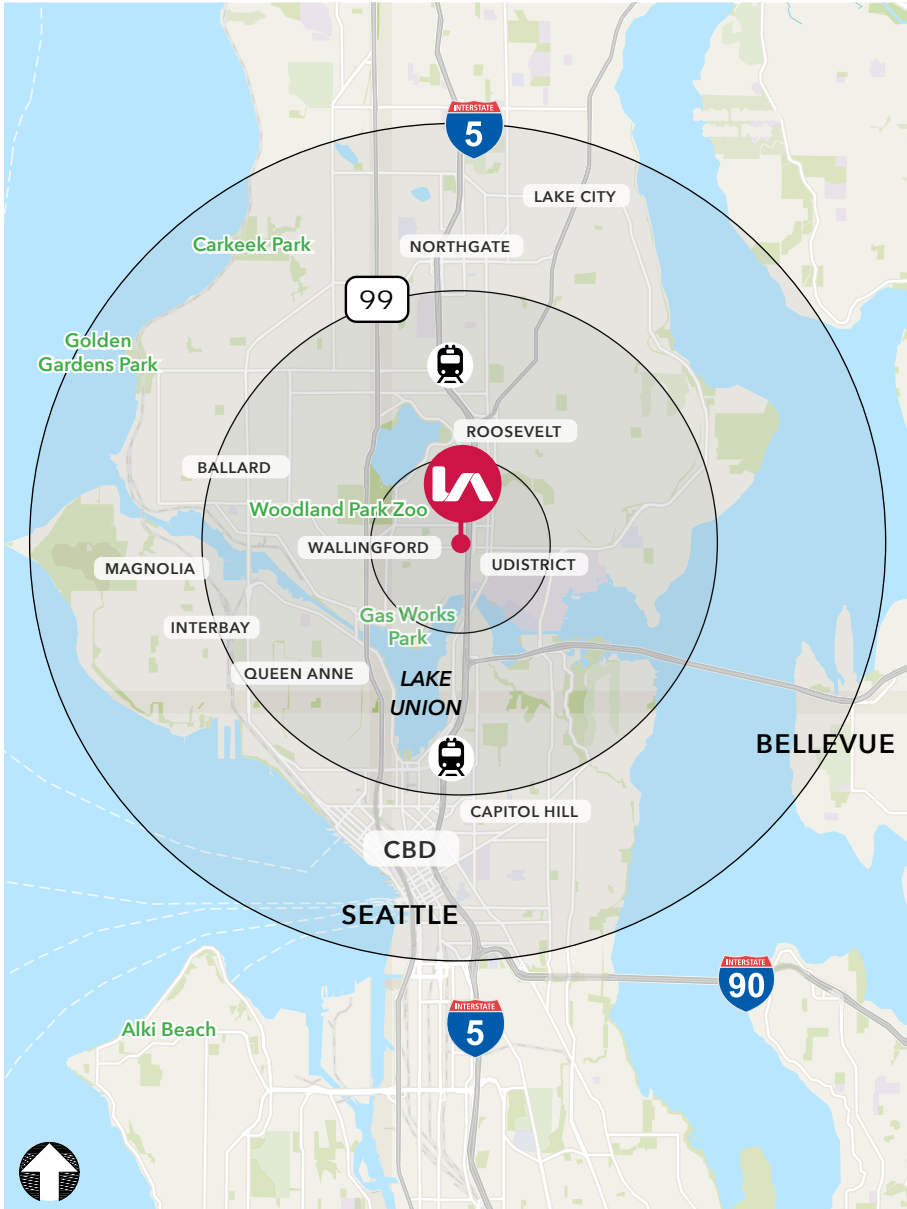 INTERSTATE
5
LAKE CITY
Carkeek Park
NORTHGATE
99
Golden
Gardens Park
ROOSEVELT
BALLARD
Woodland Park Zoo
WALLINGFORD
UDISTRICT
MAGNOLIA
Gas Works
Park
INTERBAY
QUEEN ANNE
LAKE
UNION
BELLEVUE
CAPITOL HILL
CBD
SEATTLE
INTERSTATE
90
INTERSTATE
5
Alki Beach